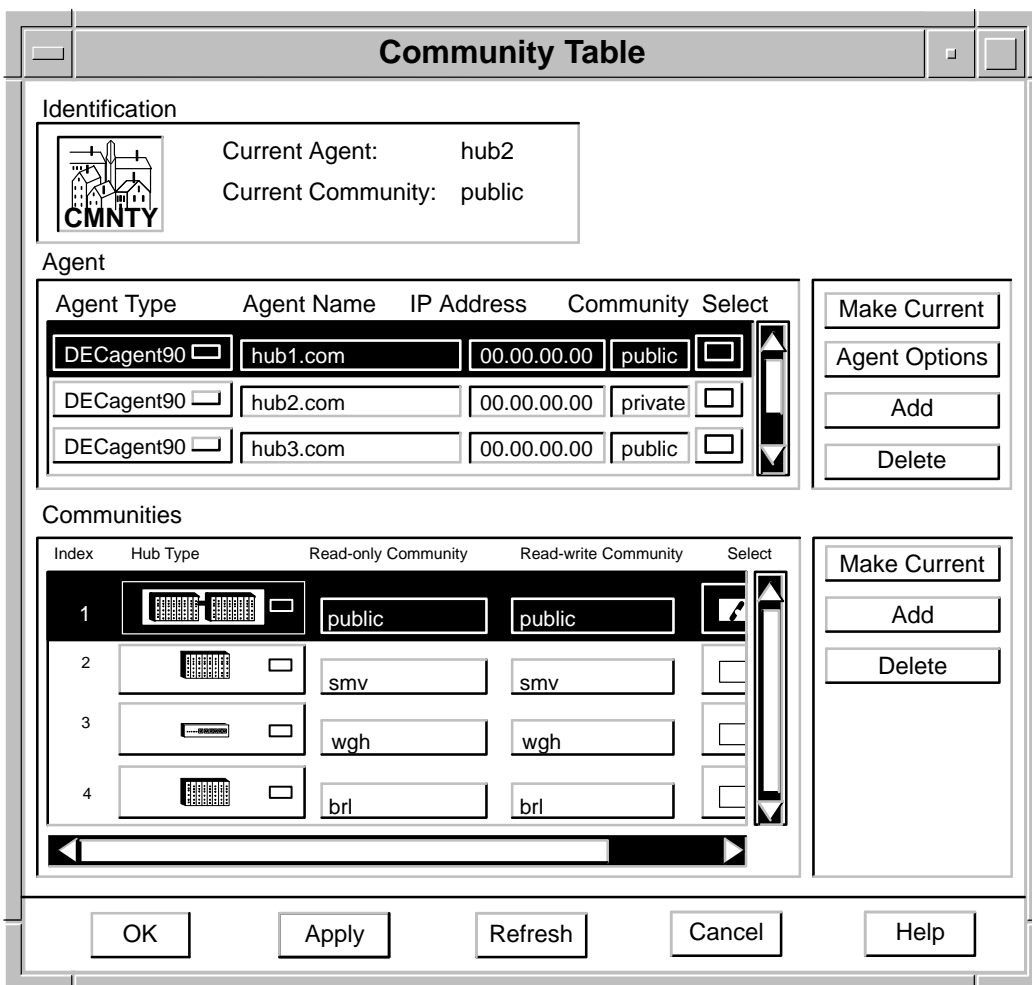 Community Table
Identification
CMNTY
Current Agent: hub2
Current Community: public
Agent
Agent Type Agent Name IP Address Community Select
DECagent90 hub1.com 00.00.00.00 public
DECagent90 hub2.com 00.00.00.00 private
DECagent90 hub3.com 00.00.00.00 public
Make Current
Agent Options
Add
Delete
Communities
Index Hub Type Read-only Community Read-write Community Select
1 public public
2 smv smv
3 wgh wgh
4 brl brl
Make Current
Add
Delete
OK Apply Refresh Cancel Help